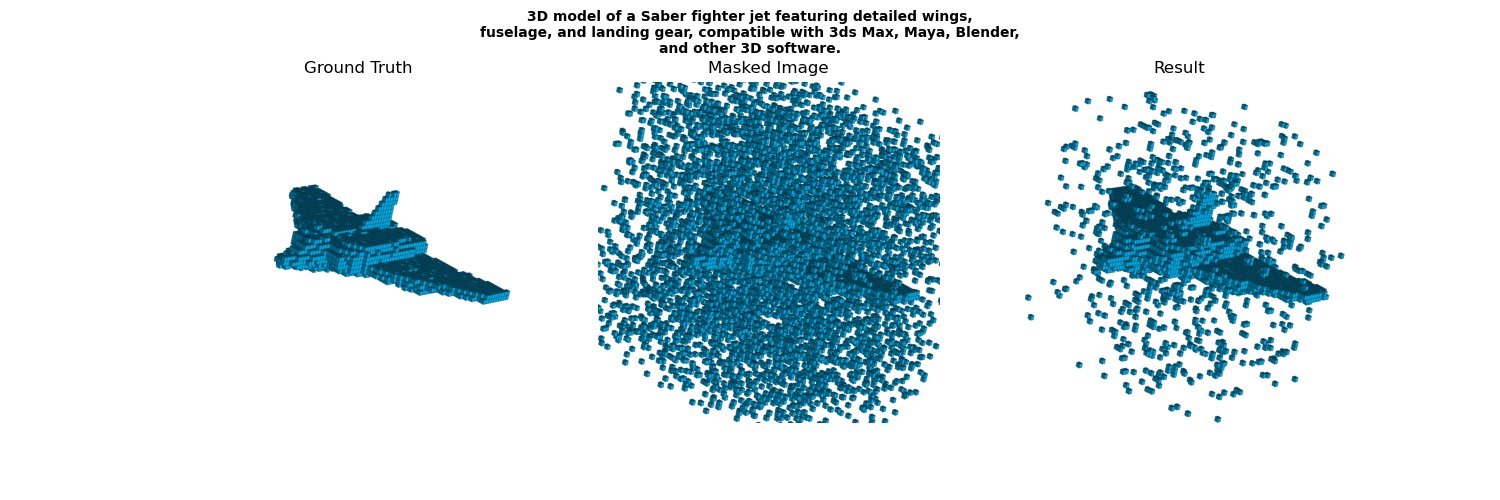 3D model of a Saber fighter jet featuring detailed wings,
fuselage, and landing gear, compatible with 3ds Max, Maya, Blender,
and other 3D software.
Ground Truth
Masked Image
Result